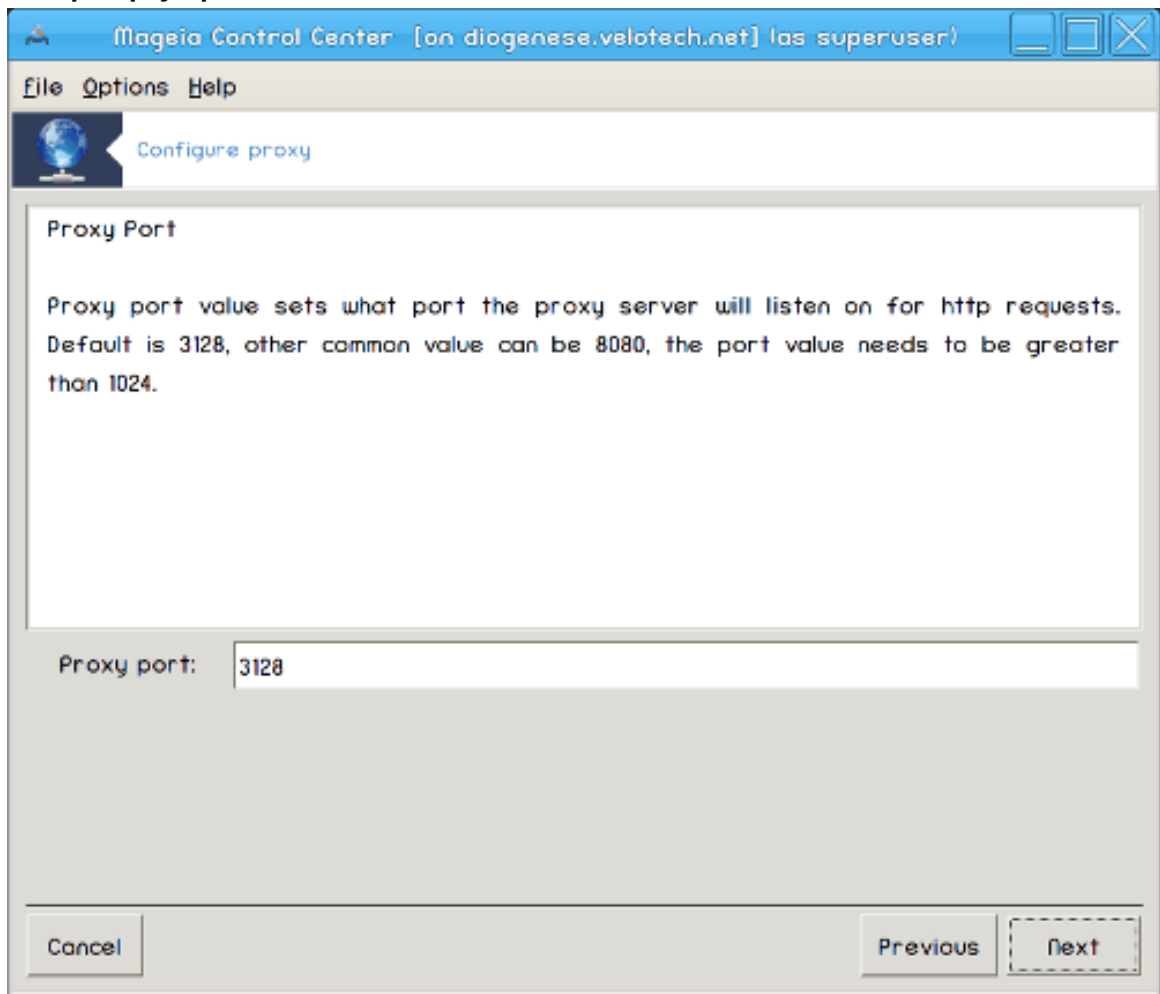 Mageia Control Center [on diogenese.velotech.net] (as superuser)
File Options Help
Configure proxy
Proxy Port
Proxy port value sets what port the proxy server will listen on for http requests.
Default is 3128, other common value can be 8080, the port value needs to be greater
than 1024.
Proxy port: 3128
Cancel Previous Next